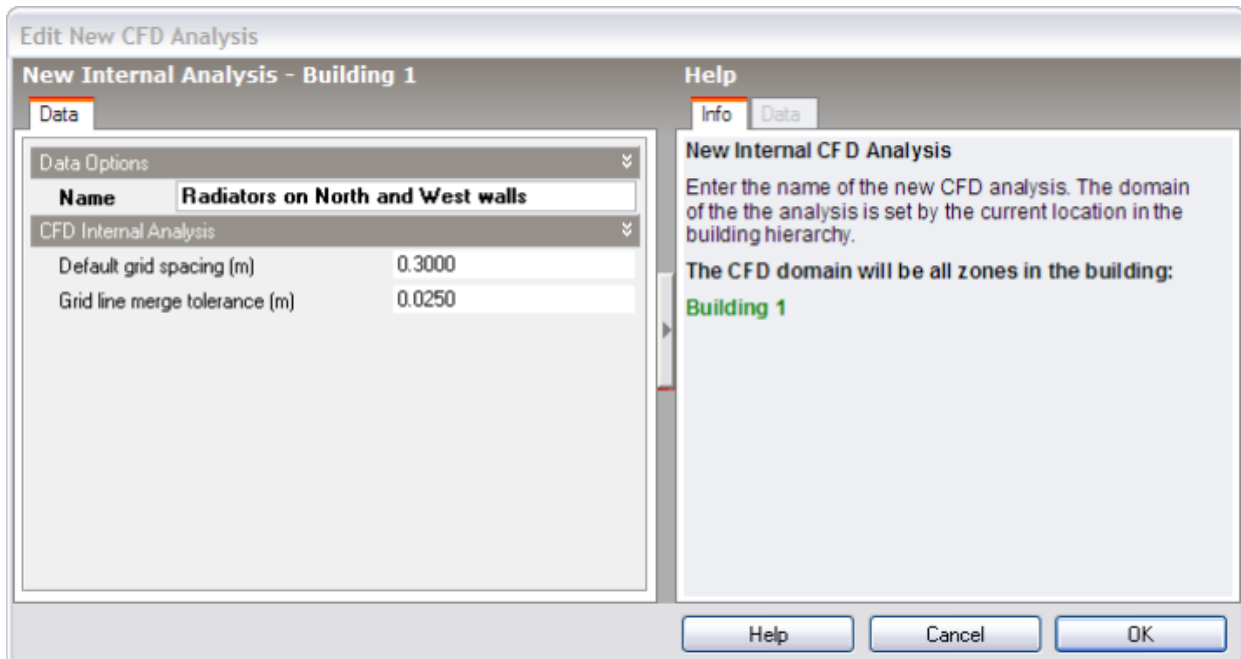 Edit New CFD Analysis
New Internal Analysis - Building 1
Data
Data Options
Name Radiators on North and West walls
CFD Internal Analysis
Default grid spacing (m) 0.3000
Grid line merge tolerance (m) 0.0250
Help
Info Data
New Internal CFD Analysis
Enter the name of the new CFD analysis. The domain
of the the analysis is set by the current location in the
building hierarchy.
The CFD domain will be all zones in the building:
Building 1
Help Cancel OK